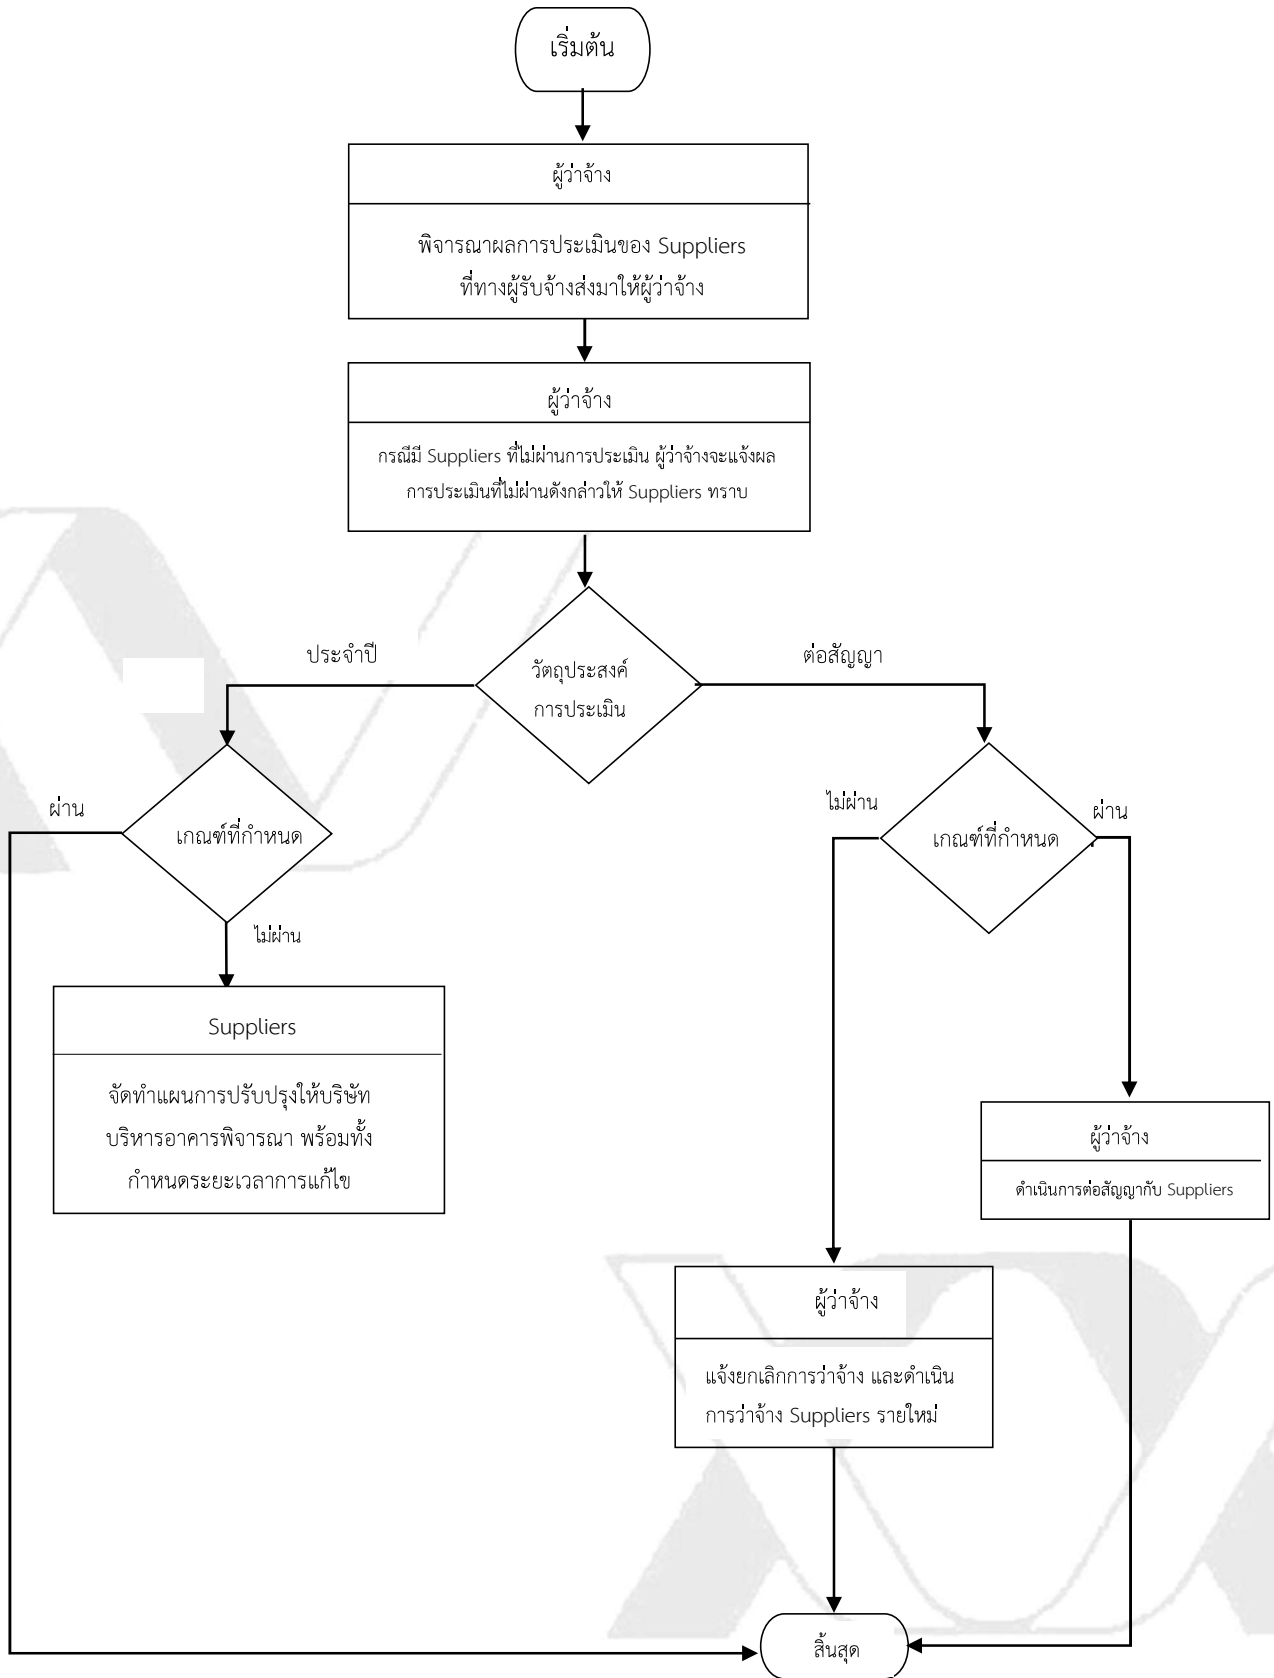 เริ่มต้น
ผู้ว่าจ้าง
พิจารณาผลการประเมินของ Suppliers
ที่ทางผู้รับจ้างส่งมาให้ผู้ว่าจ้าง
ผู้ว่าจ้าง
กรณีมี Suppliers ที่ไม่ผ่านการประเมิน ผู้ว่าจ้างจะแจ้งผล
การประเมินที่ไม่ผ่านดังกล่าวให้ Suppliers ทราบ
ประจำปี
วัตถุประสงค์
การประเมิน
ต่อสัญญา
ผ่าน
เกณฑ์ที่กำหนด
ไม่ผ่าน
ไม่ผ่าน
เกณฑ์ที่กำหนด
ผ่าน
Suppliers
จัดทำแผนการปรับปรุงให้บริษัท
บริหารอาคารพิจารณา พร้อมทั้ง
กำหนดระยะเวลาการแก้ไข
ผู้ว่าจ้าง
ดำเนินการต่อสัญญากับ Suppliers
ผู้ว่าจ้าง
แจ้งยกเลิกการว่าจ้าง และดำเนิน
การว่าจ้าง Suppliers รายใหม่
สิ้นสุด